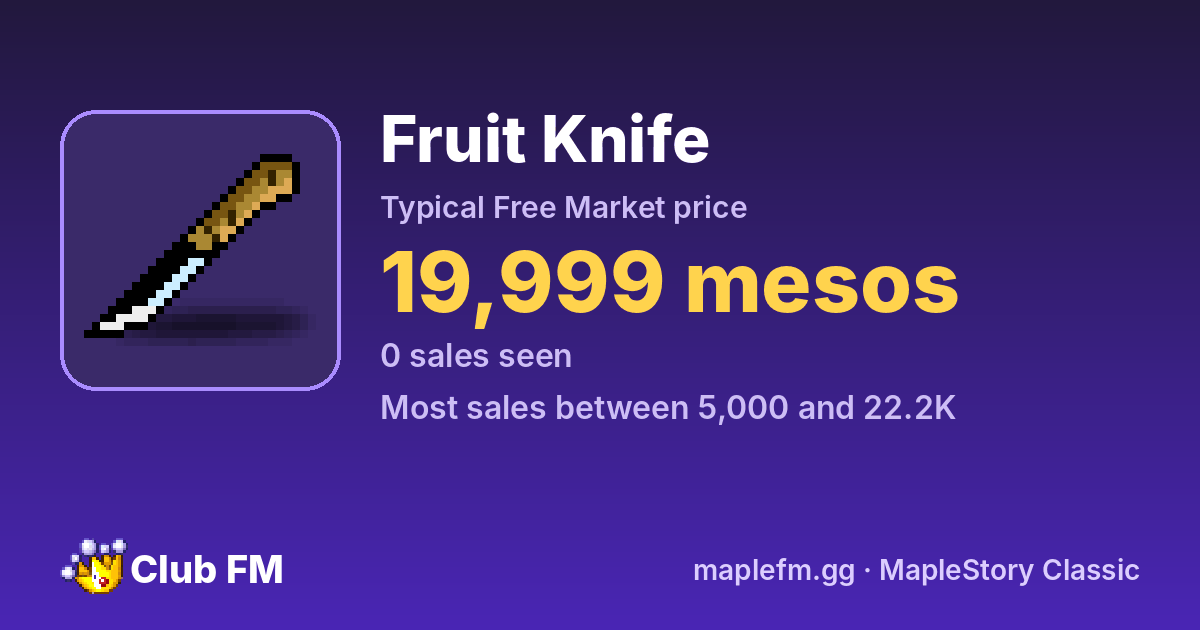 Fruit Knife
Typical Free Market price
19,999 mesos
0 sales seen
Most sales between 5,000 and 22.2K
Club FM
maplefm.gg · MapleStory Classic